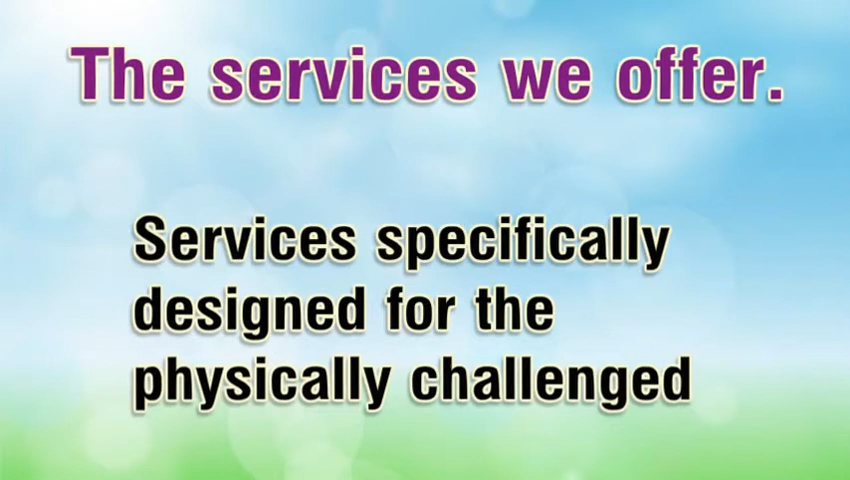 The services we offer.
Services specifically
designed for the
physically challenged